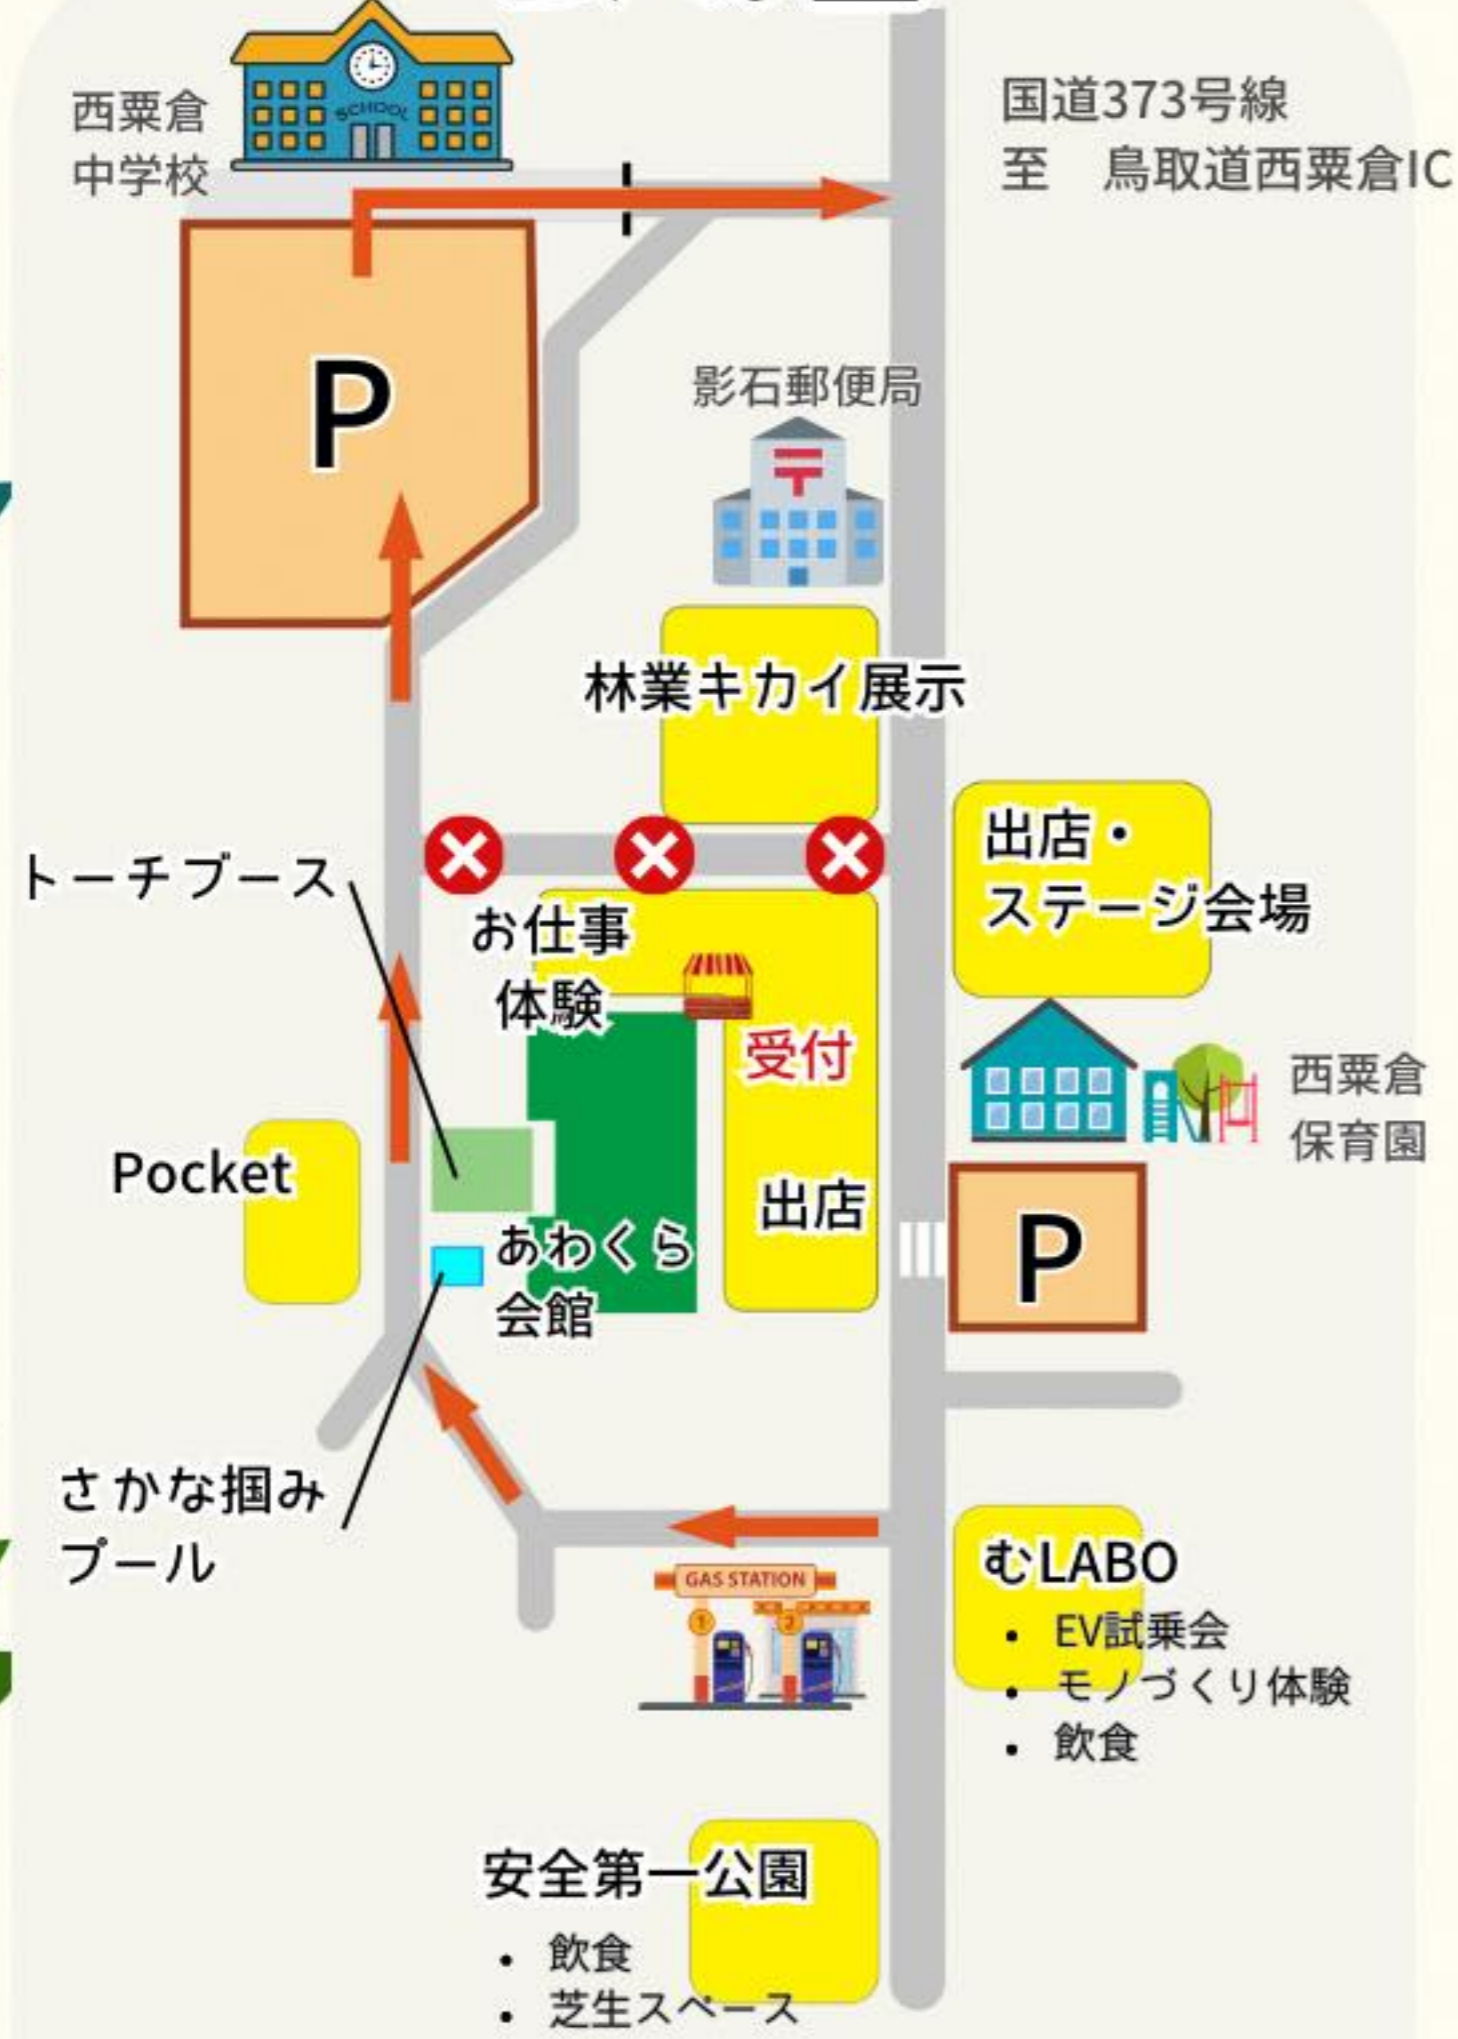 西粟倉
中学校
SCHOOL
国道373号線
至　鳥取道西粟倉IC
P
影石郵便局
林業キカイ展示
出店・
ステージ会場
トーチブース
お仕事
体験
受付
西粟倉
保育園
Pocket
出店
P
あわくら
会館
さかな掴み
プール
GAS STATION
1
2
むLABO
• EV試乗会
• モノづくり体験
• 飲食
安全第一公園
• 飲食
• 芝生スペース